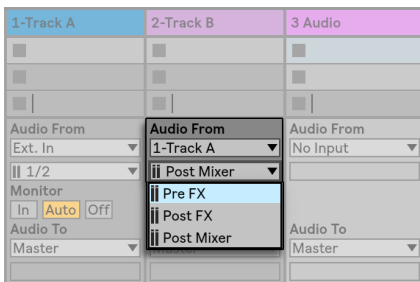 1-Track A
2-Track B
3 Audio
Audio From
Ext. In
1/2
Monitor
In Auto Off
Audio To
Master
Audio From
1-Track A
Post Mixer
Pre FX
Post FX
Post Mixer
Audio From
No Input
Audio To
Master